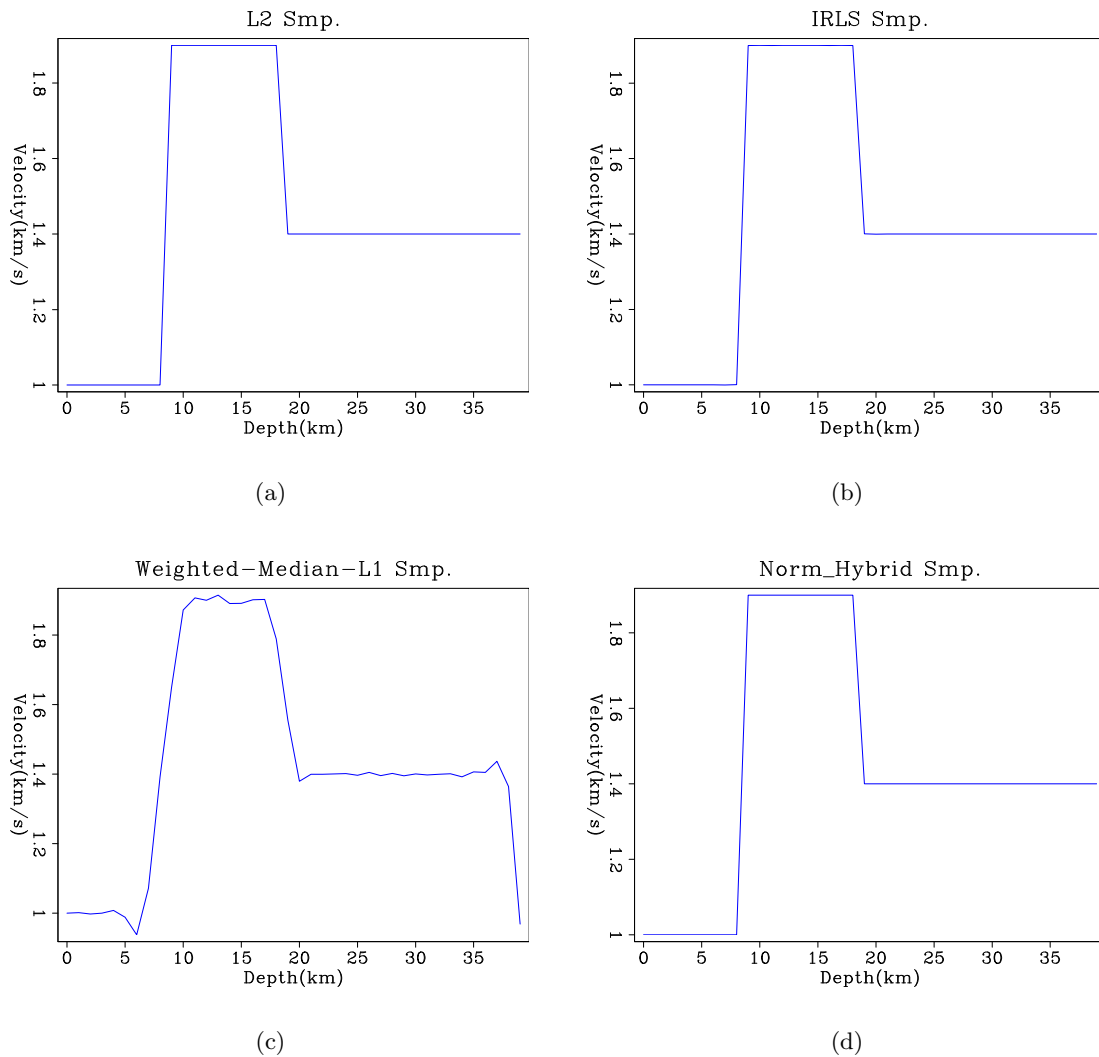 L2 Smp.
1.8
1.6
1.4
1.2
1
Velocity(km/s)
0 5 10 15 20 25 30 35
Depth(km)
(a)
IRLS Smp.
1.8
1.6
1.4
1.2
1
Velocity(km/s)
0 5 10 15 20 25 30 35
Depth(km)
(b)
Weighted-Median-L1 Smp.
1.8
1.6
1.4
1.2
1
Velocity(km/s)
0 5 10 15 20 25 30 35
Depth(km)
(c)
Norm_Hybrid Smp.
1.8
1.6
1.4
1.2
1
Velocity(km/s)
0 5 10 15 20 25 30 35
Depth(km)
(d)